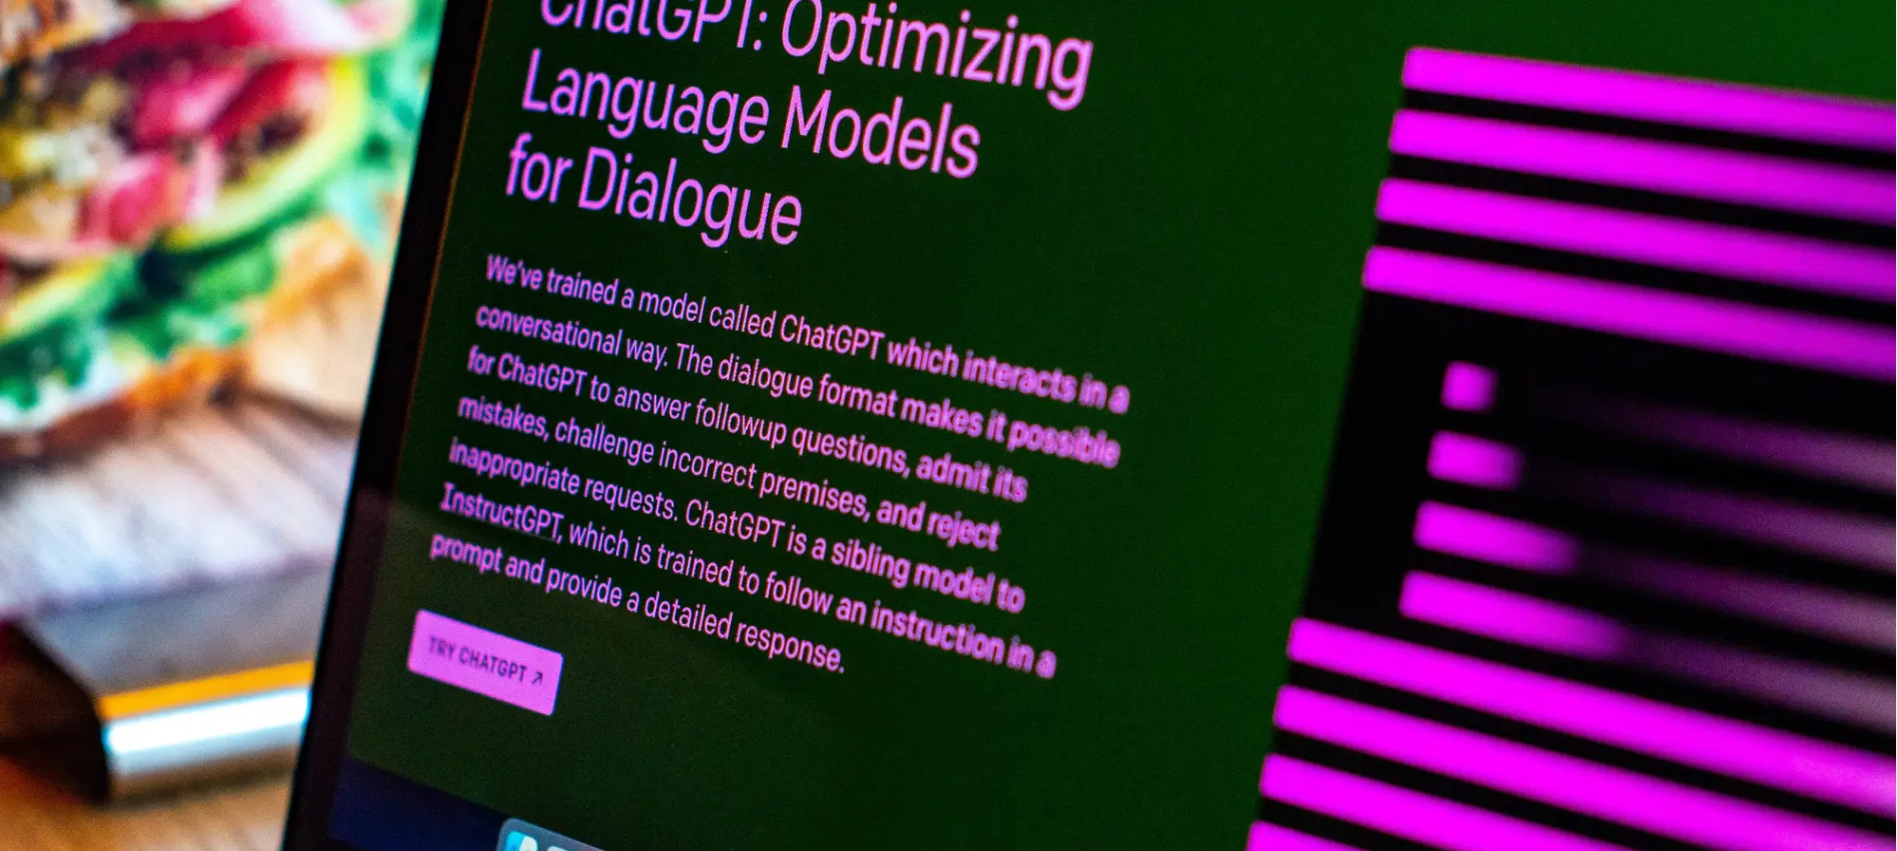 ChatGPT: Optimizing
Language Models
for Dialogue
We've trained a model called ChatGPT which interacts in a
conversational way. The dialogue format makes it possible
for ChatGPT to answer followup questions, admit its
mistakes, challenge incorrect premises, and reject
inappropriate requests. ChatGPT is a sibling model to
InstructGPT, which is trained to follow an instruction in a
prompt and provide a detailed response.
TRY CHATGPT ↗